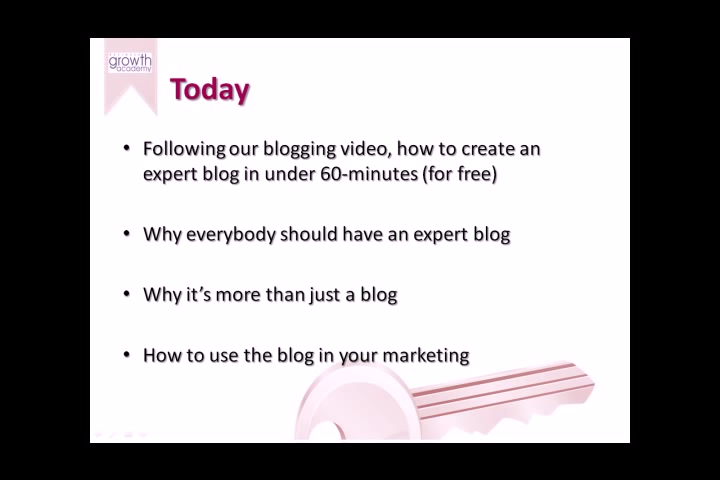 growth
academy
Today
• Following our blogging video, how to create an
expert blog in under 60-minutes (for free)
• Why everybody should have an expert blog
• Why it’s more than just a blog
• How to use the blog in your marketing